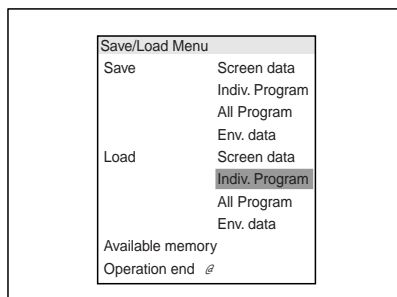 Save/Load Menu
Save Screen data
Indiv. Program
All Program
Env. data
Load Screen data
Indiv. Program
All Program
Env. data
Available memory
Operation end